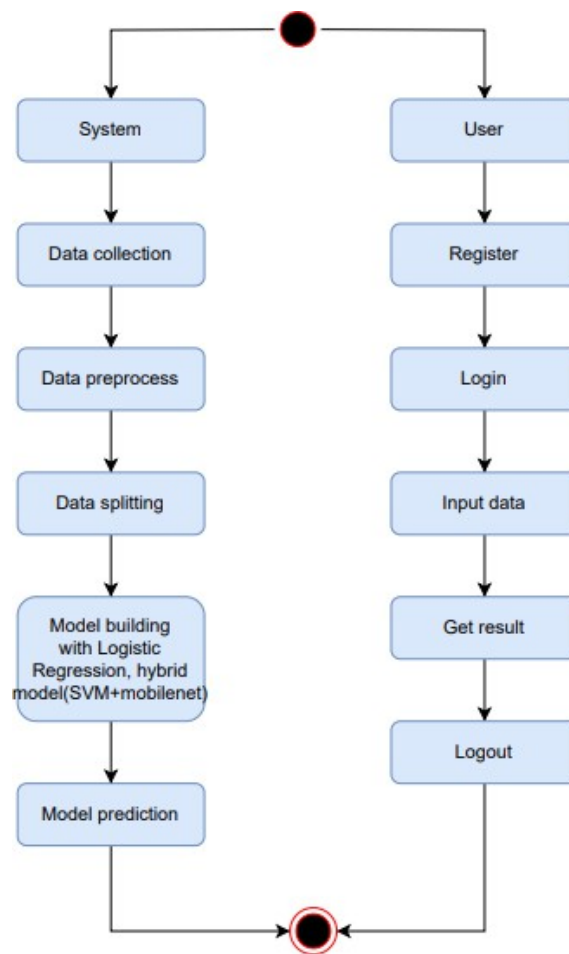 System
Data collection
Data preprocess
Data splitting
Model building
with Logistic
Regression, hybrid
model(SVM+mobilenet)
Model prediction
User
Register
Login
Input data
Get result
Logout